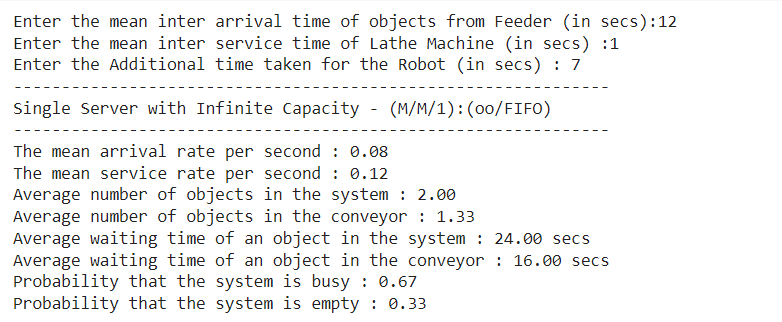 Enter the mean inter arrival time of objects from Feeder (in secs):12
Enter the mean inter service time of Lathe Machine (in secs) :1
Enter the Additional time taken for the Robot (in secs) : 7
--------------------------------------------------------------
Single Server with Infinite Capacity - (M/M/1):(oo/FIFO)
--------------------------------------------------------------
The mean arrival rate per second : 0.08
The mean service rate per second : 0.12
Average number of objects in the system : 2.00
Average number of objects in the conveyor : 1.33
Average waiting time of an object in the system : 24.00 secs
Average waiting time of an object in the conveyor : 16.00 secs
Probability that the system is busy : 0.67
Probability that the system is empty : 0.33